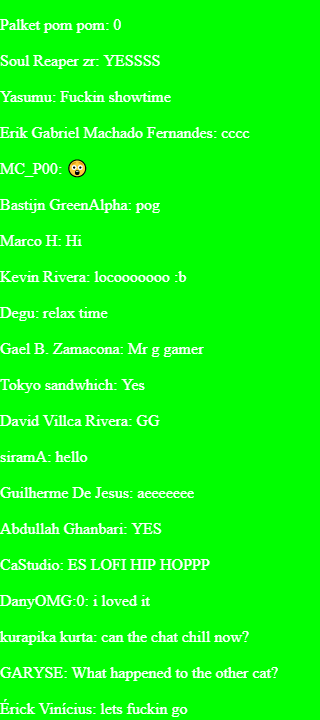 Palket pom pom: 0
Soul Reaper zr: YESSSS
Yasumu: Fuckin showtime
Erik Gabriel Machado Fernandes: cccc
MC_P00: 😲
Bastijn GreenAlpha: pog
Marco H: Hi
Kevin Rivera: locooooooo :b
Degu: relax time
Gael B. Zamacona: Mr g gamer
Tokyo sandwhich: Yes
David Villca Rivera: GG
siramA: hello
Guilherme De Jesus: aeeeeeee
Abdullah Ghanbari: YES
CaStudio: ES LOFI HIP HOPPP
DanyOMG:0: i loved it
kurapika kurta: can the chat chill now?
GARYSE: What happened to the other cat?
Érick Vinícius: lets fuckin go